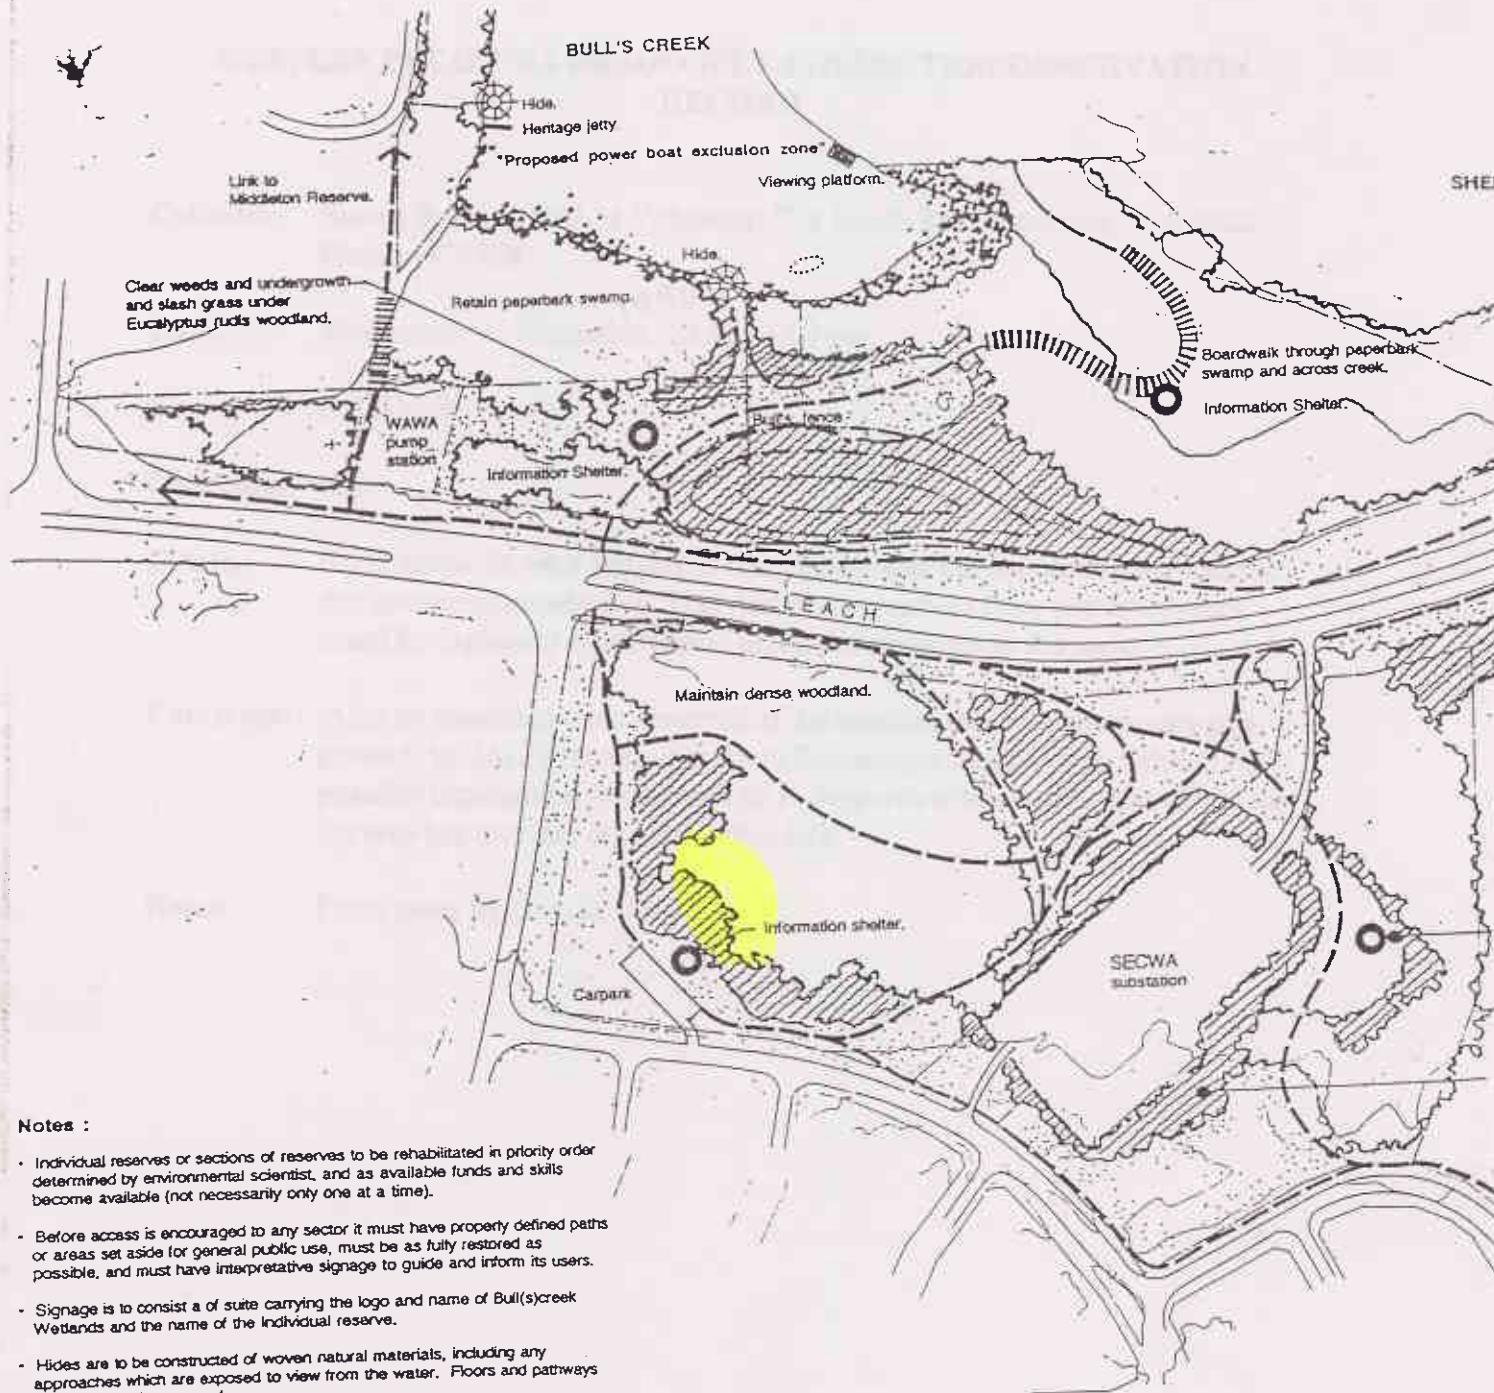 BULL'S CREEK
Hide.
Heritage jetty.
"Proposed power boat exclusion zone"
Viewing platform.
Link to
Middleton Reserve.
Hide.
Clear weeds and undergrowth
and slash grass under
Eucalyptus rudis woodland.
Retain paperbark swamp.
Boardwalk through paperbark
swamp and across creek.
Information Shelter.
WAWA
pump
station
Information Shelter.
Bull's fence
LEACH
Maintain dense woodland.
Information shelter.
Carpark
SECWA
substation
Notes :
- Individual reserves or sections of reserves to be rehabilitated in priority order
determined by environmental scientist, and as available funds and skills
become available (not necessarily only one at a time).
- Before access is encouraged to any sector it must have properly defined paths
or areas set aside for general public use, must be as fully restored as
possible, and must have interpretative signage to guide and inform its users.
- Signage is to consist a of suite carrying the logo and name of Bull(s)creek
Wetlands and the name of the individual reserve.
- Hides are to be constructed of woven natural materials, including any
approaches which are exposed to view from the water. Floors and pathways